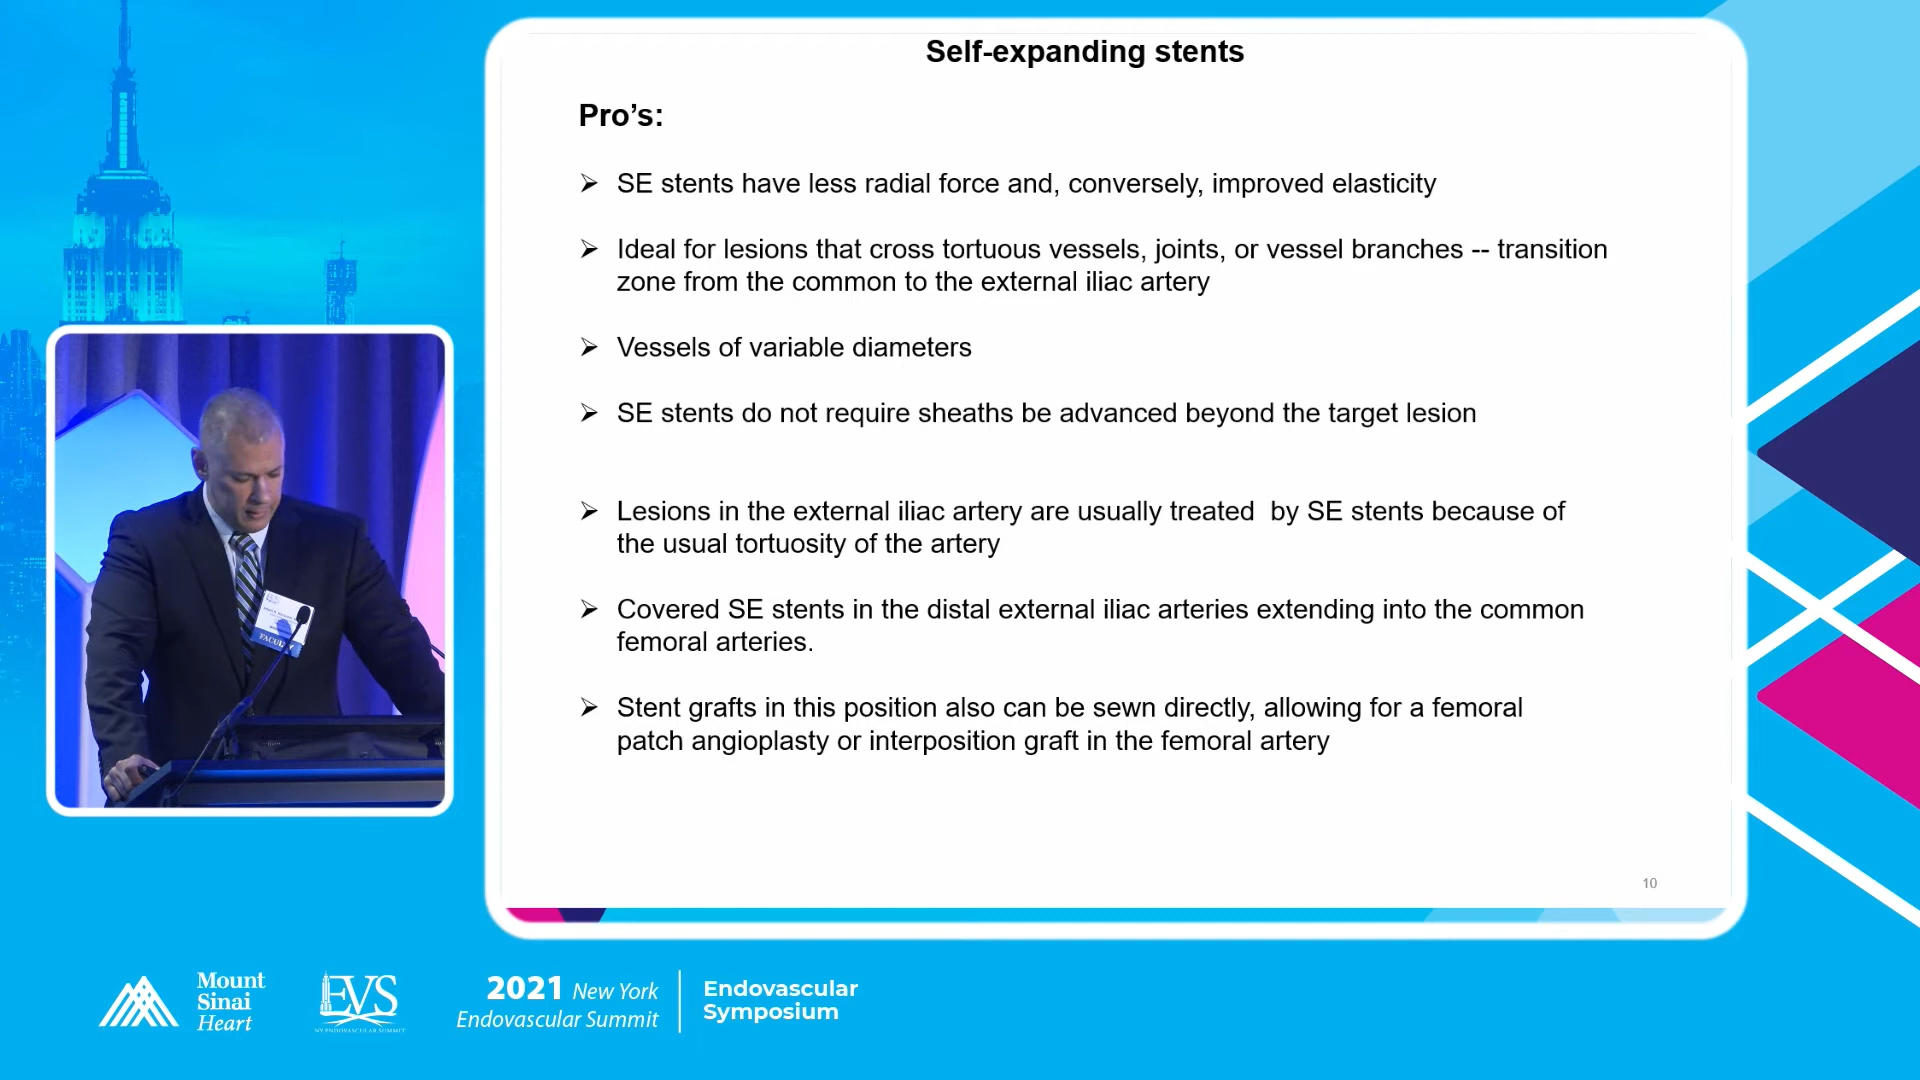 Self-expanding stents
Pro’s:
➢ SE stents have less radial force and, conversely, improved elasticity
➢ Ideal for lesions that cross tortuous vessels, joints, or vessel branches -- transition
zone from the common to the external iliac artery
➢ Vessels of variable diameters
➢ SE stents do not require sheaths be advanced beyond the target lesion
➢ Lesions in the external iliac artery are usually treated  by SE stents because of
the usual tortuosity of the artery
➢ Covered SE stents in the distal external iliac arteries extending into the common
femoral arteries.
➢ Stent grafts in this position also can be sewn directly, allowing for a femoral
patch angioplasty or interposition graft in the femoral artery
10
FACULTY
Mount
Sinai
Heart
EVS
NY ENDOVASCULAR SUMMIT
2021 New York
Endovascular Summit
Endovascular
Symposium